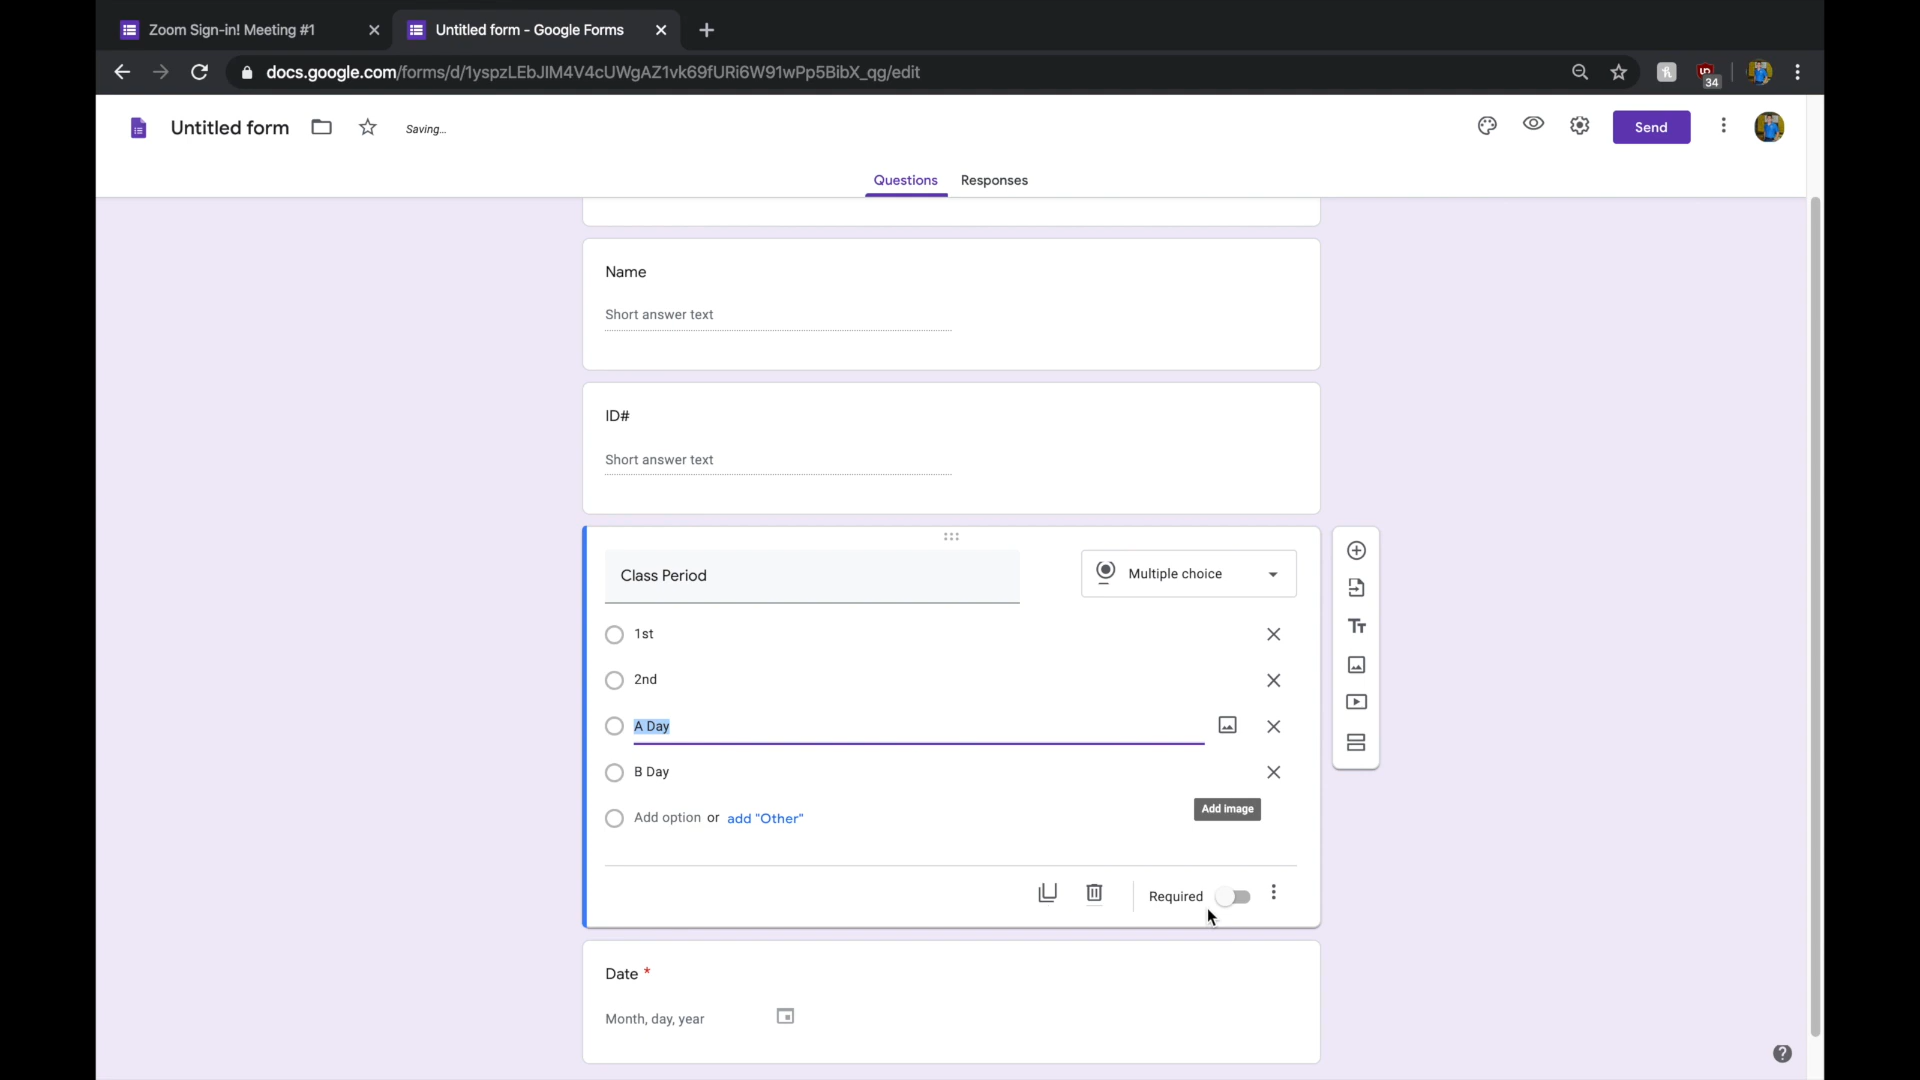 Zoom Sign-in! Meeting #1
Untitled form - Google Forms
docs.google.com/forms/d/1yspzLEbJIM4V4cUWgAZ1vk69fURi6W91wPp5BibX_qg/edit
34
Untitled form
Saving...
Send
Questions
Responses
Name
Short answer text
ID#
Short answer text
Class Period
Multiple choice
1st
2nd
A Day
B Day
Add option or add "Other"
Add image
Required
Date *
Month, day, year